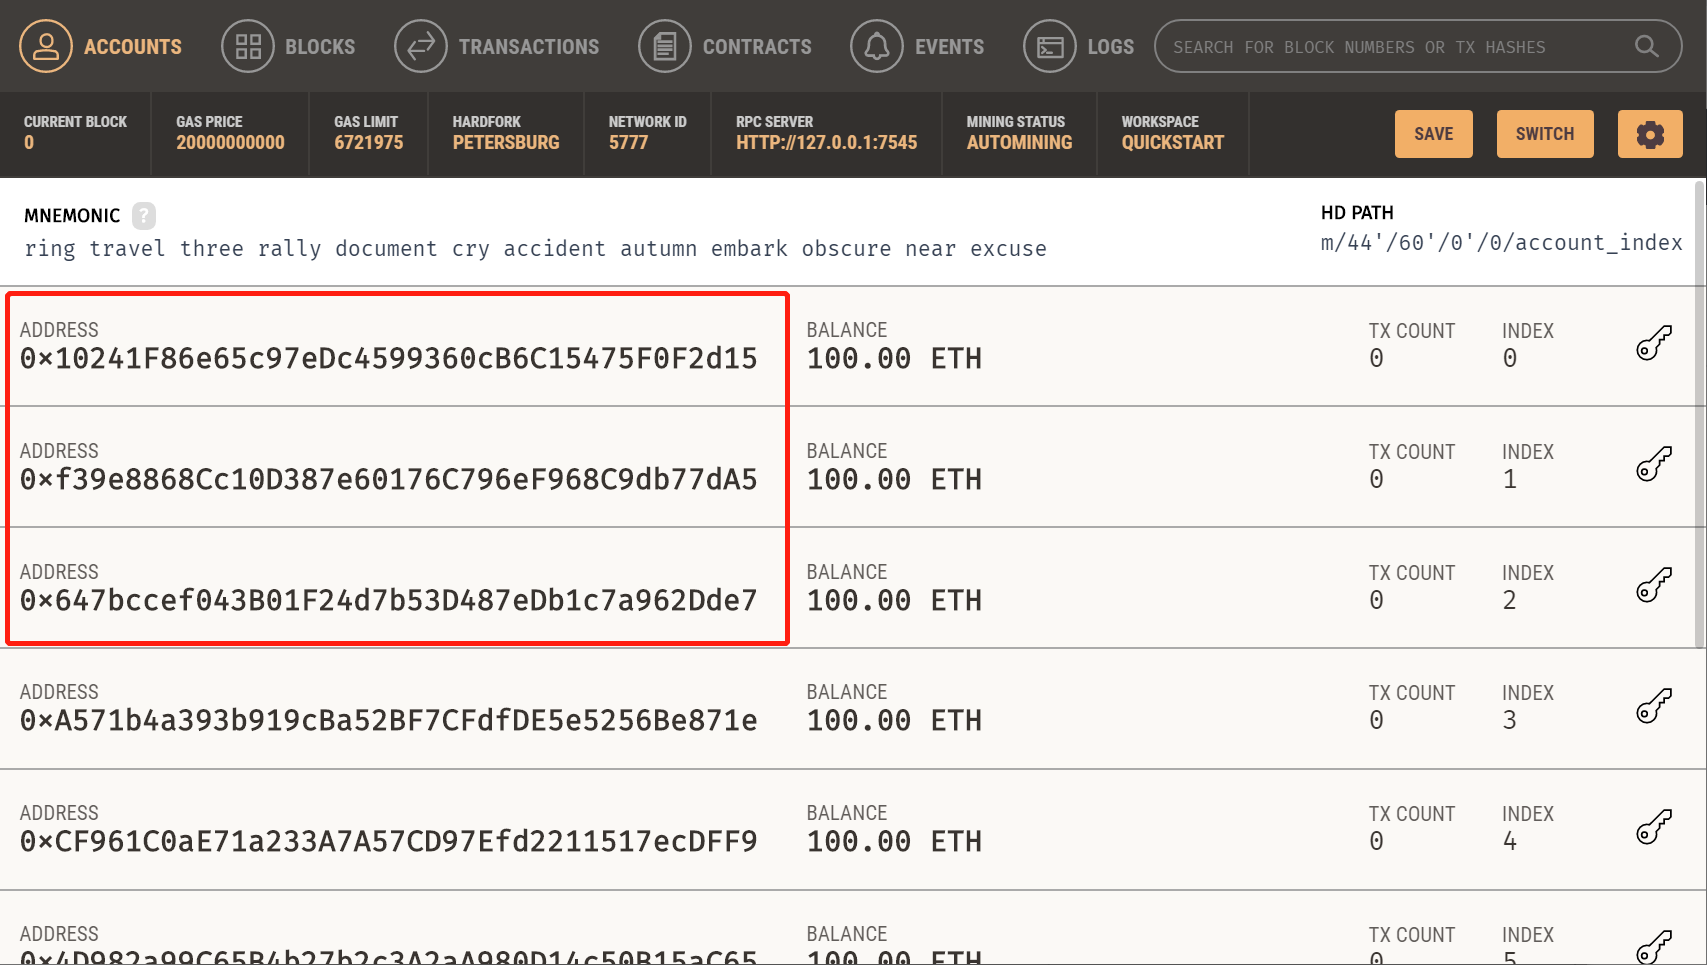 ACCOUNTS BLOCKS TRANSACTIONS CONTRACTS EVENTS LOGS SEARCH FOR BLOCK NUMBERS OR TX HASHES
CURRENT BLOCK GAS PRICE GAS LIMIT HARDFORK NETWORK ID RPC SERVER MINING STATUS WORKSPACE
0 20000000000 6721975 PETERSBURG 5777 HTTP://127.0.0.1:7545 AUTOMINING QUICKSTART SAVE SWITCH
MNEMONIC ? HD PATH
ring travel three rally document cry accident autumn embark obscure near excuse m/44'/60'/0'/0/account_index
ADDRESS BALANCE TX COUNT INDEX
0×10241F86e65c97eDc4599360cB6C15475F0F2d15 100.00 ETH 0 0
ADDRESS BALANCE TX COUNT INDEX
0×f39e8868Cc10D387e60176C796eF968C9db77dA5 100.00 ETH 0 1
ADDRESS BALANCE TX COUNT INDEX
0×647bccef043B01F24d7b53D487eDb1c7a962Dde7 100.00 ETH 0 2
ADDRESS BALANCE TX COUNT INDEX
0×A571b4a393b919cBa52BF7CFdfDE5e5256Be871e 100.00 ETH 0 3
ADDRESS BALANCE TX COUNT INDEX
0×CF961C0aE71a233A7A57CD97Efd2211517ecDFF9 100.00 ETH 0 4
ADDRESS BALANCE TX COUNT INDEX
100.00 ETH 0 5